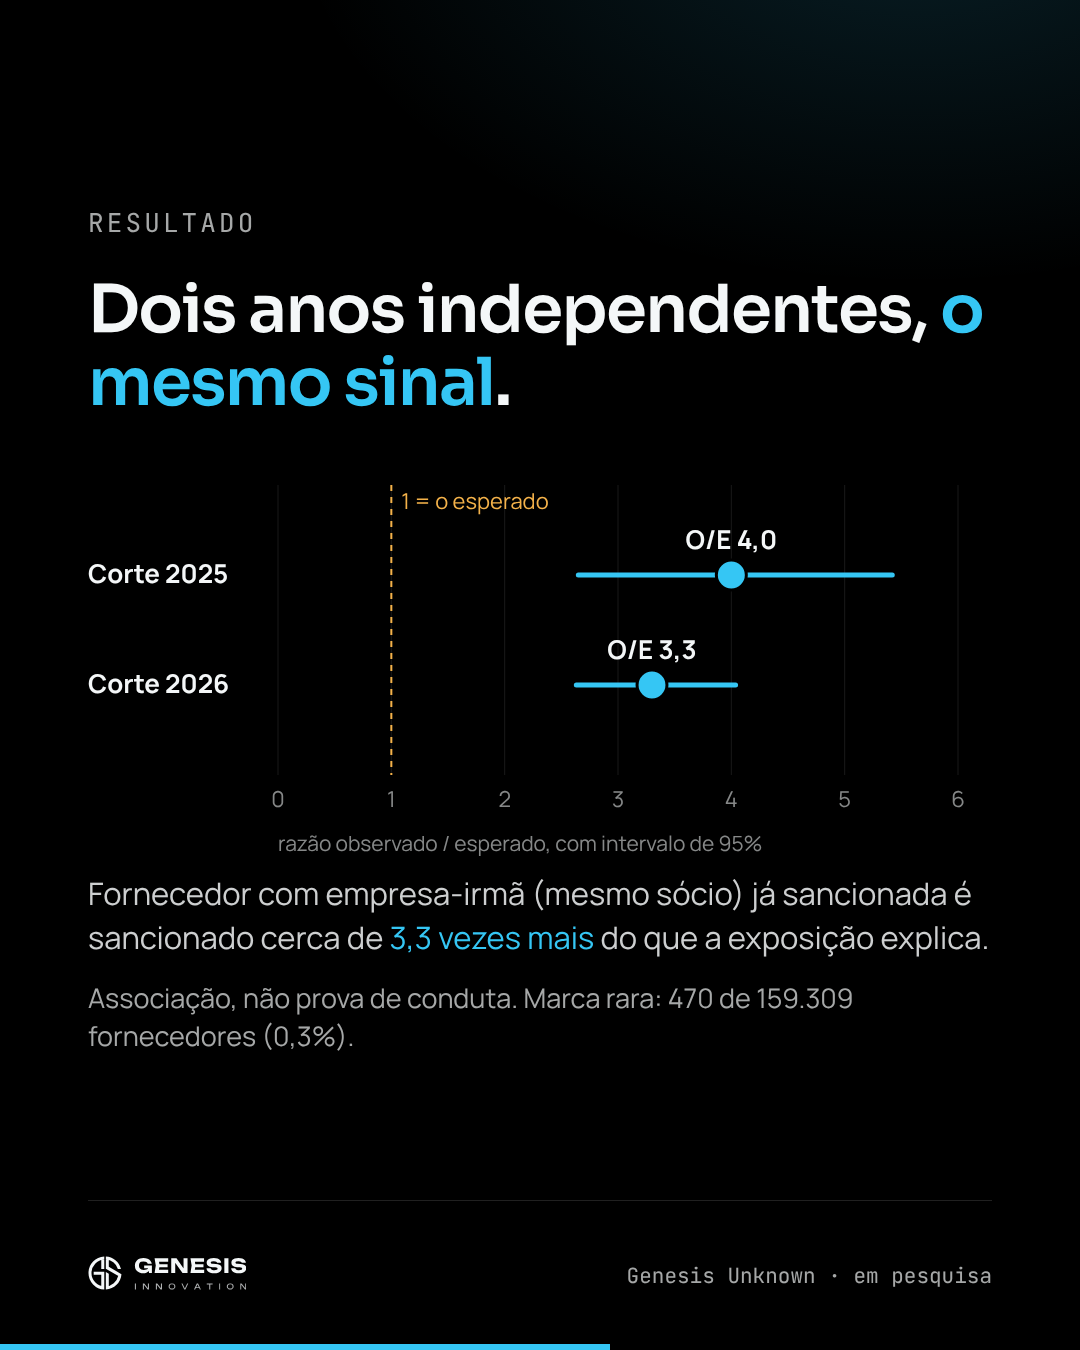 RESULTADO
Dois anos independentes, o
mesmo sinal.
1 = o esperado
O/E 4,0
Corte 2025
O/E 3,3
Corte 2026
0 1 2 3 4 5 6
razão observado / esperado, com intervalo de 95%
Fornecedor com empresa-irmã (mesmo sócio) já sancionada é
sancionado cerca de 3,3 vezes mais do que a exposição explica.
Associação, não prova de conduta. Marca rara: 470 de 159.309
fornecedores (0,3%).
GENESIS
INNOVATION
Genesis Unknown · em pesquisa